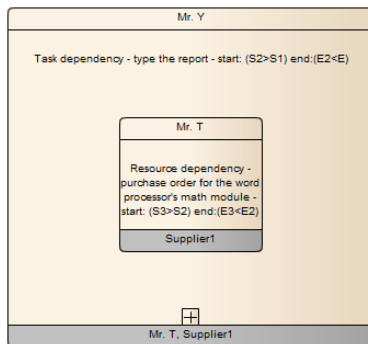 Mr. Y
Task dependency - type the report - start: (S2>S1) end:(E2<E)
Mr. T
Resource dependency -
purchase order for the word
processor's math module -
start: (S3>S2) end:(E3<E2)
Supplier1
Mr. T, Supplier1